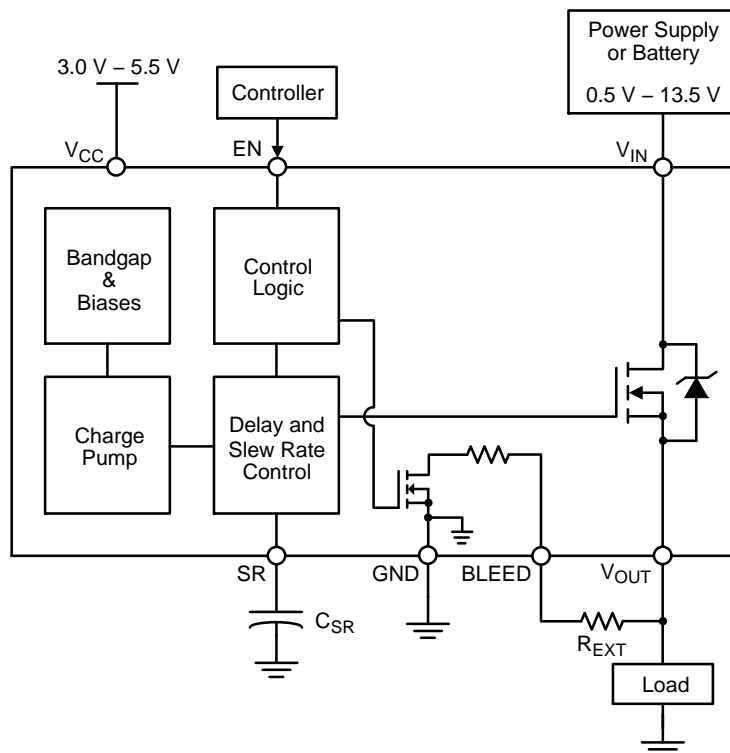 Power Supply
or Battery
0.5 V – 13.5 V
3.0 V – 5.5 V
Controller
VCC
EN
VIN
Bandgap
&
Biases
Control
Logic
Charge
Pump
Delay and
Slew Rate
Control
SR
GND
BLEED
VOUT
CSR
REXT
Load